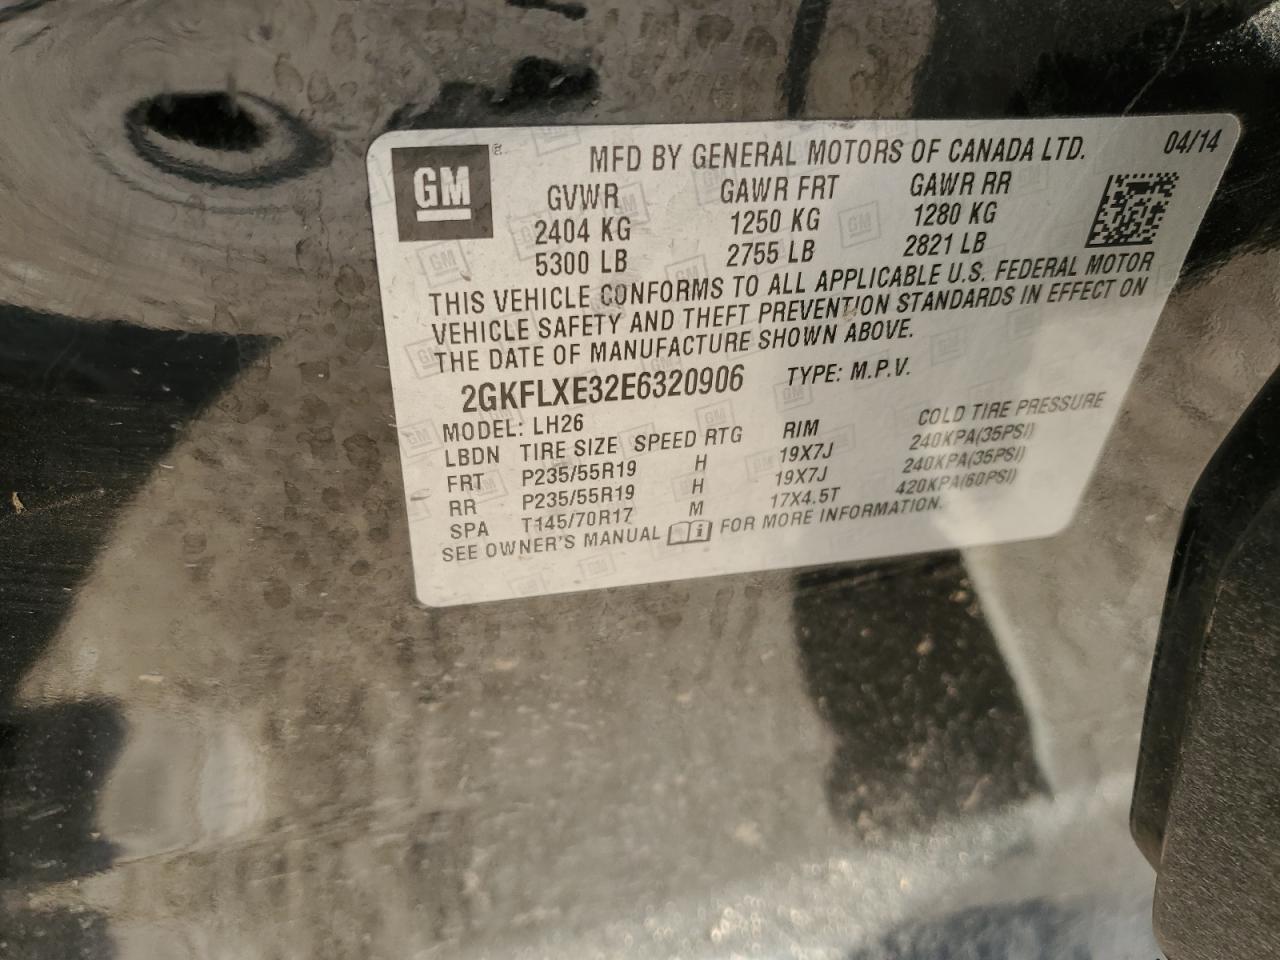 GM ®
MFD BY GENERAL MOTORS OF CANADA LTD. 04/14
GVWR GAWR FRT GAWR RR
2404 KG 1250 KG 1280 KG
5300 LB 2755 LB 2821 LB
THIS VEHICLE CONFORMS TO ALL APPLICABLE U.S. FEDERAL MOTOR
VEHICLE SAFETY AND THEFT PREVENTION STANDARDS IN EFFECT ON
THE DATE OF MANUFACTURE SHOWN ABOVE.
2GKFLXE32E6320906 TYPE: M.P.V.
MODEL: LH26
LBDN TIRE SIZE SPEED RTG RIM COLD TIRE PRESSURE
FRT P235/55R19 H 19X7J 240KPA(35PSI)
RR P235/55R19 H 19X7J 240KPA(35PSI)
SPA T145/70R17 M 17X4.5T 420KPA(60PSI)
SEE OWNER'S MANUAL FOR MORE INFORMATION.